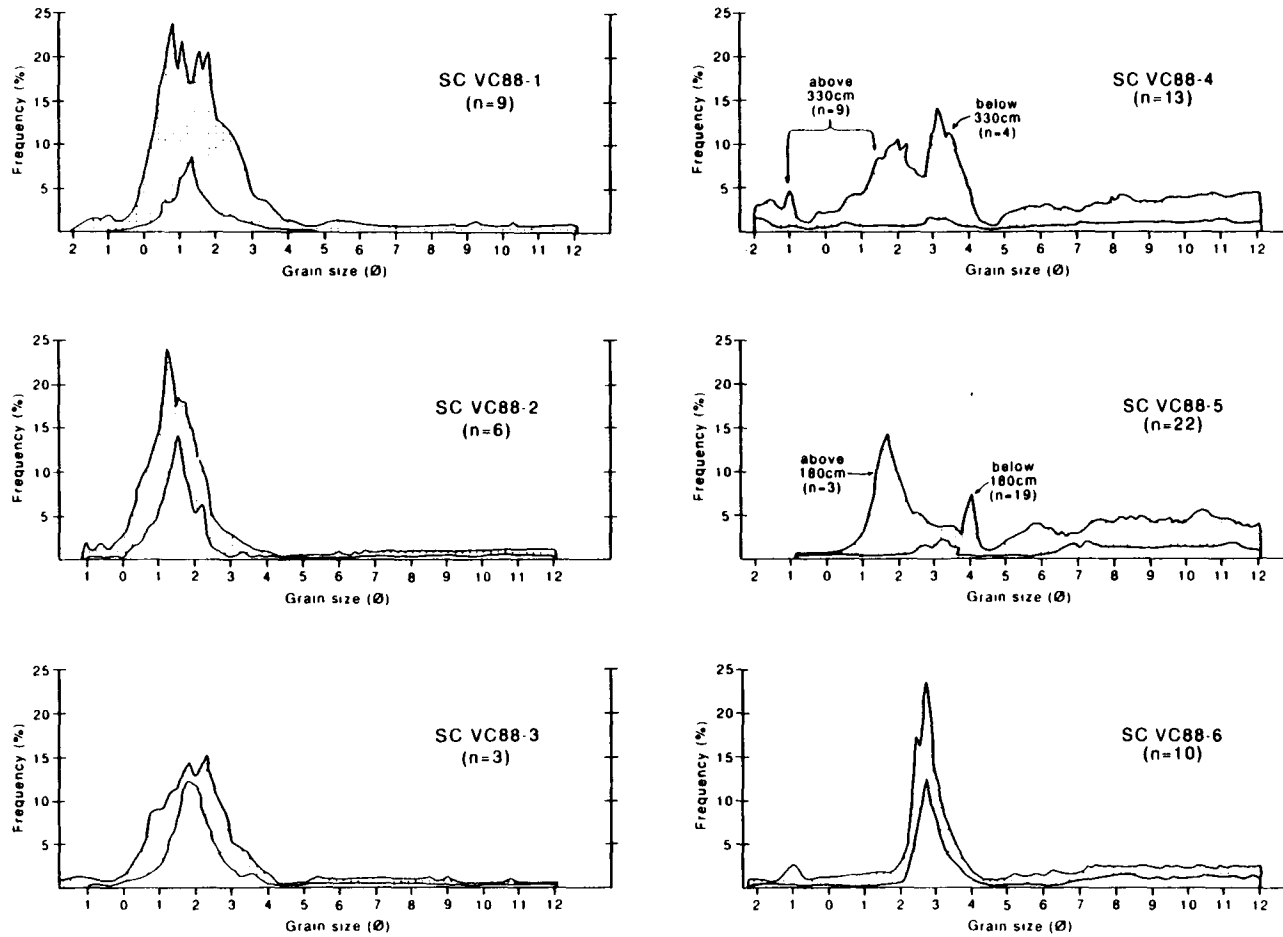 25
20
15
10
5
Frequency (%)
SC VC88-1
(n=9)
2 1 0 1 2 3 4 5 6 7 8 9 10 11 12
Grain size (Ø)
25
20
15
10
5
Frequency (%)
above
330cm
(n=9)
below
330cm
(n=4)
SC VC88-4
(n=13)
2 1 0 1 2 3 4 5 6 7 8 9 10 11 12
Grain size (Ø)
25
20
15
10
5
Frequency (%)
SC VC88-2
(n=6)
1 0 1 2 3 4 5 6 7 8 9 10 11 12
Grain size (Ø)
25
20
15
10
5
Frequency (%)
above
180cm
(n=3)
below
180cm
(n=19)
SC VC88-5
(n=22)
2 1 0 1 2 3 4 5 6 7 8 9 10 11 12
Grain size (Ø)
25
20
15
10
5
Frequency (%)
SC VC88-3
(n=3)
1 0 1 2 3 4 5 6 7 8 9 10 11 12
Grain size (Ø)
25
20
15
10
5
Frequency (%)
SC VC88-6
(n=10)
2 1 0 1 2 3 4 5 6 7 8 9 10 11 12
Grain size (Ø)